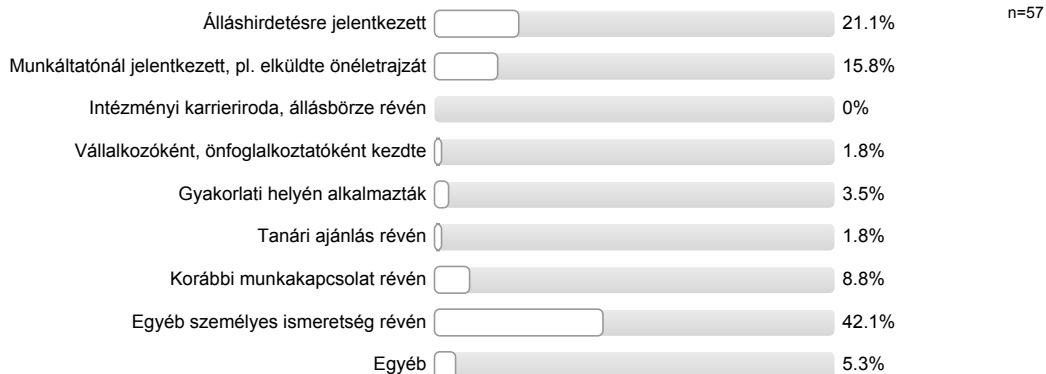 Álláshirdetésre jelentkezett 21.1% n=57
Munkáltatónál jelentkezett, pl. elküldte önéletrajzát 15.8%
Intézményi karrieriroda, állásbörze révén 0%
Vállalkozóként, önfoglalkoztatóként kezdte 1.8%
Gyakorlati helyén alkalmazták 3.5%
Tanári ajánlás révén 1.8%
Korábbi munkakapcsolat révén 8.8%
Egyéb személyes ismeretség révén 42.1%
Egyéb 5.3%